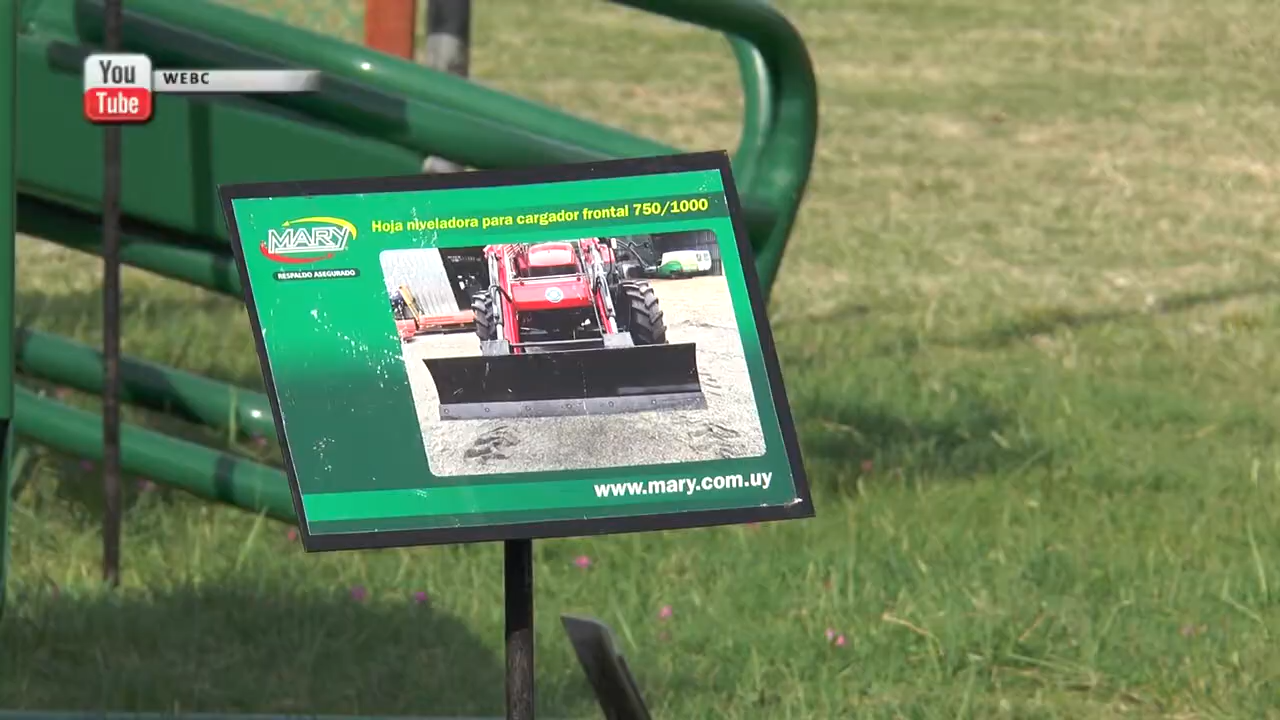 You
Tube
WEBC
MARY
RESPALDO ASEGURADO
Hoja niveladora para cargador frontal 750/1000
www.mary.com.uy